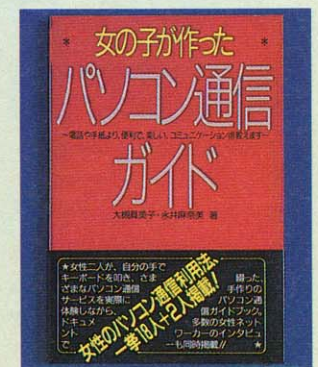 * 女の子が作った *
パソコン通信
―電話や手紙より、便利で、楽しい、コミュニケーション術教えます―
ガイド
大槻真美子・永井麻奈美 著
★女性二人が、自分の手で
キーボードを叩き、さま
ざまなパソコン通信
サービスを実際に
体験しながら、
ドキュメ
ント
で
綴った、
手作りの
パソコン通
信ガイドブック。
多数の女性ネット
ワーカーのインタビュ
ーも同時掲載// ★
女性のパソコン通信利用法
一挙18人+2人掲載!